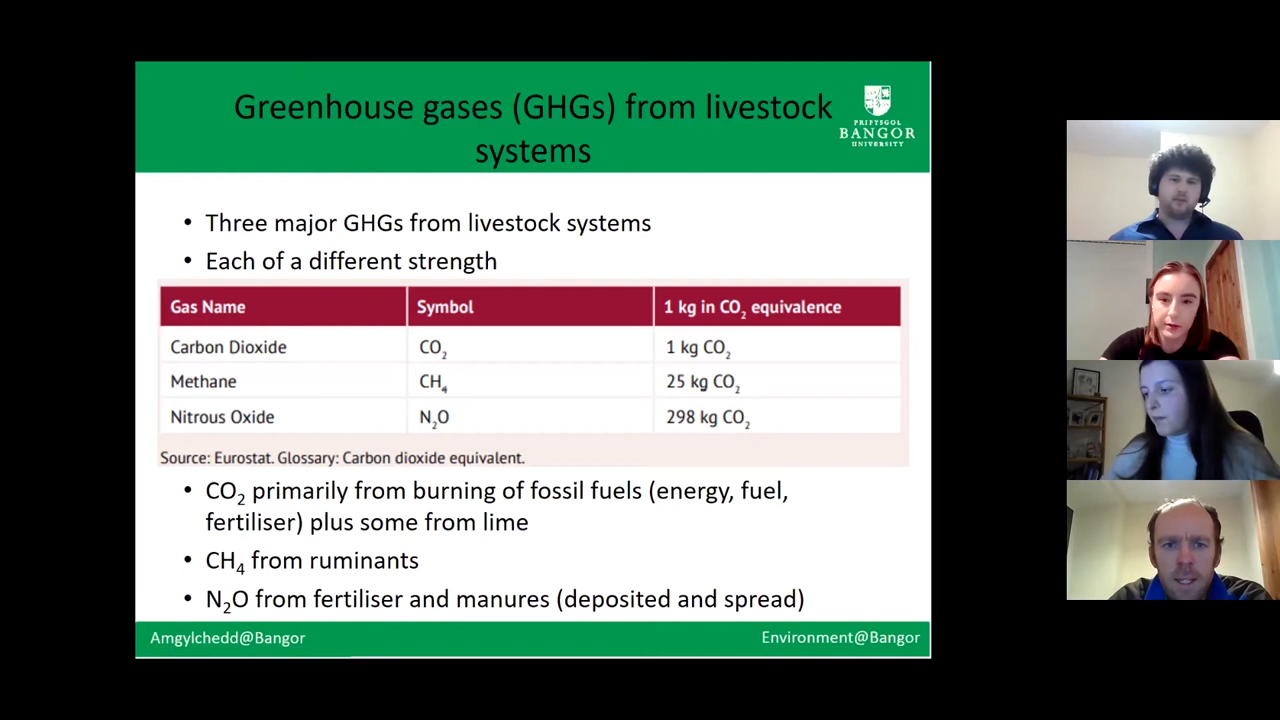 Greenhouse gases (GHGs) from livestock
systems
PRIFYSGOL
BANGOR
UNIVERSITY
• Three major GHGs from livestock systems
• Each of a different strength
Gas Name Symbol 1 kg in CO₂ equivalence
Carbon Dioxide CO₂ 1 kg CO₂
Methane CH₄ 25 kg CO₂
Nitrous Oxide N₂O 298 kg CO₂
Source: Eurostat. Glossary: Carbon dioxide equivalent.
• CO₂ primarily from burning of fossil fuels (energy, fuel,
fertiliser) plus some from lime
• CH₄ from ruminants
• N₂O from fertiliser and manures (deposited and spread)
Amgylchedd@Bangor Environment@Bangor